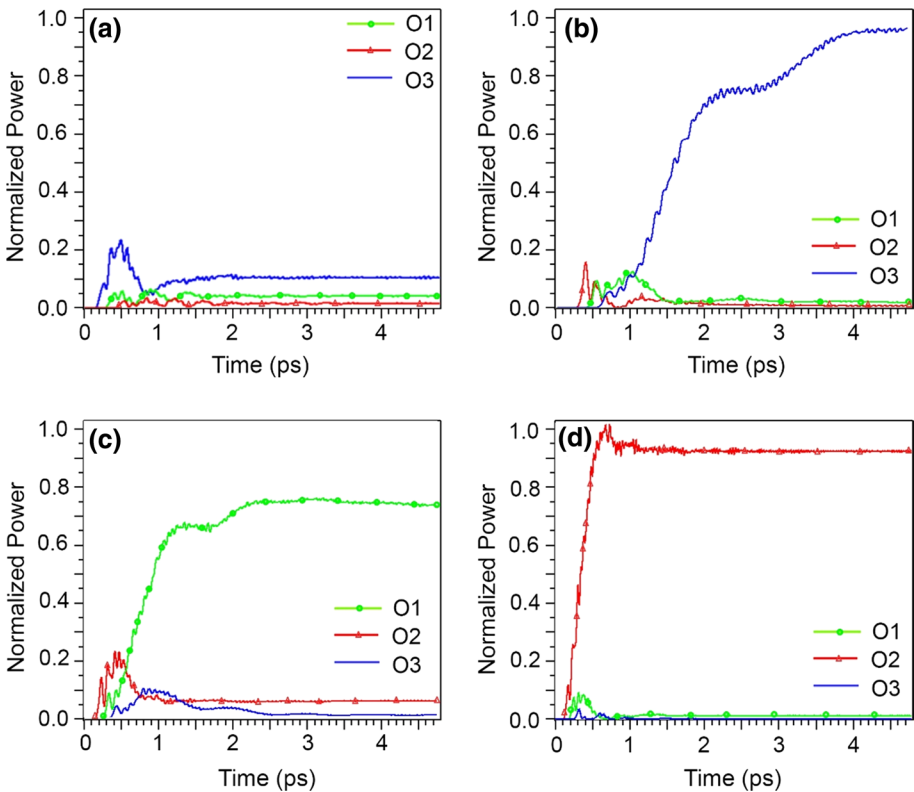 (a)
O1
O2
O3
1.0
0.8
0.6
0.4
0.2
0.0
Normalized Power
0 1 2 3 4
Time (ps)
(b)
1.0
0.8
0.6
0.4
0.2
0.0
Normalized Power
O1
O2
O3
0 1 2 3 4
Time (ps)
(c)
1.0
0.8
0.6
0.4
0.2
0.0
Normalized Power
O1
O2
O3
0 1 2 3 4
Time (ps)
(d)
1.0
0.8
0.6
0.4
0.2
0.0
Normalized Power
O1
O2
O3
0 1 2 3 4
Time (ps)